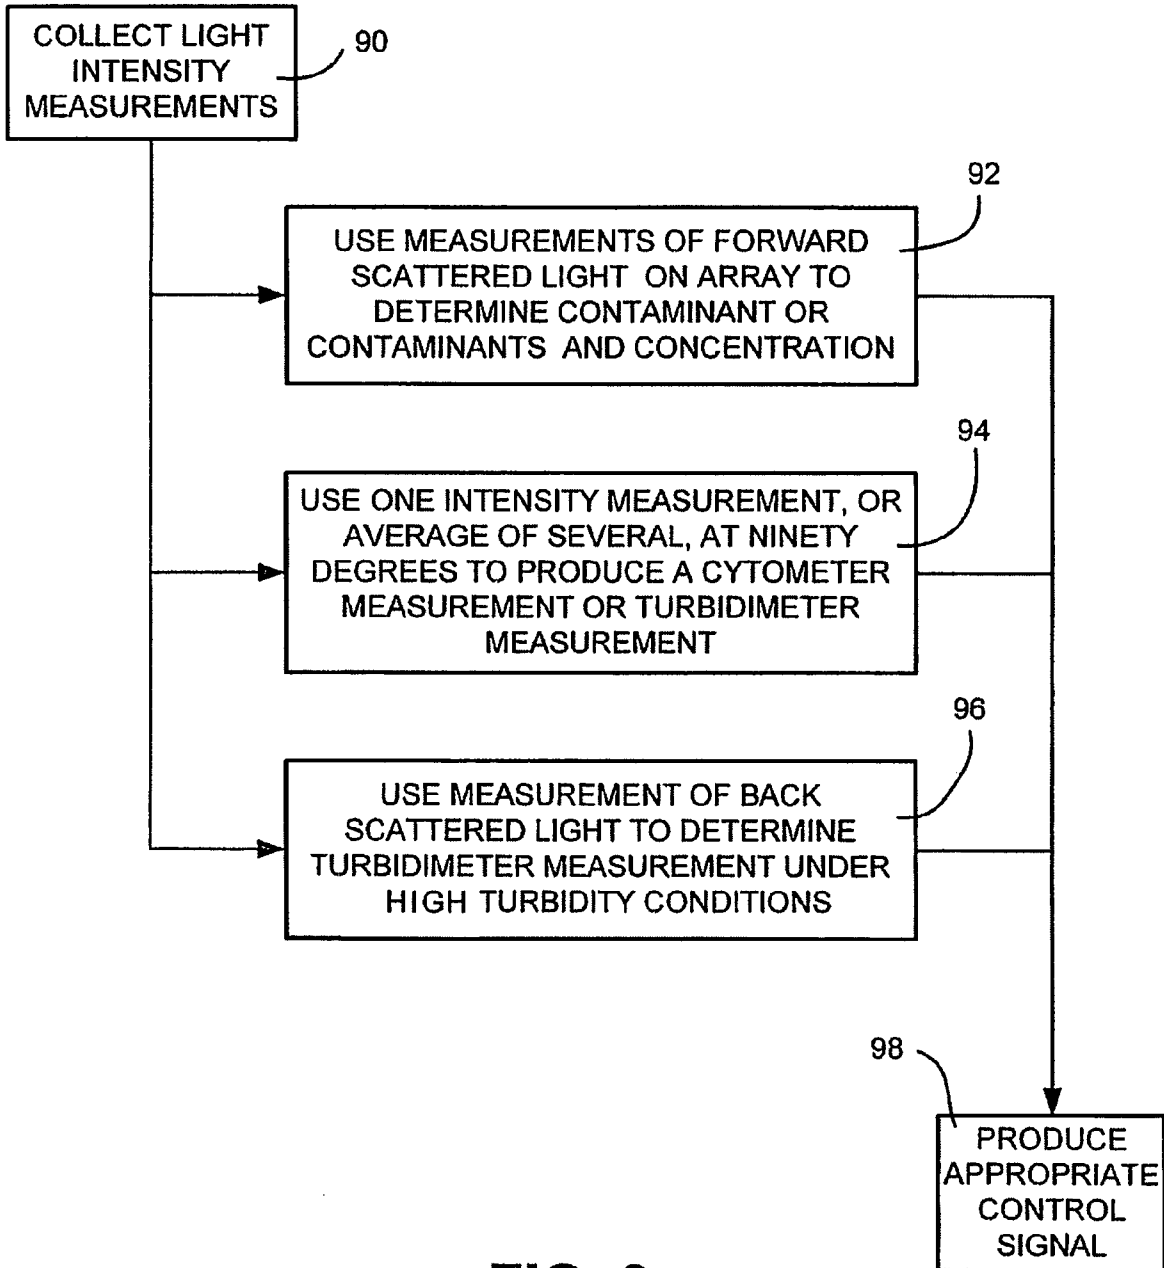 COLLECT LIGHT
INTENSITY
MEASUREMENTS
90
92
USE MEASUREMENTS OF FORWARD
SCATTERED LIGHT ON ARRAY TO
DETERMINE CONTAMINANT OR
CONTAMINANTS AND CONCENTRATION
94
USE ONE INTENSITY MEASUREMENT, OR
AVERAGE OF SEVERAL, AT NINETY
DEGREES TO PRODUCE A CYTOMETER
MEASUREMENT OR TURBIDIMETER
MEASUREMENT
96
USE MEASUREMENT OF BACK
SCATTERED LIGHT TO DETERMINE
TURBIDIMETER MEASUREMENT UNDER
HIGH TURBIDITY CONDITIONS
98
PRODUCE
APPROPRIATE
CONTROL
SIGNAL